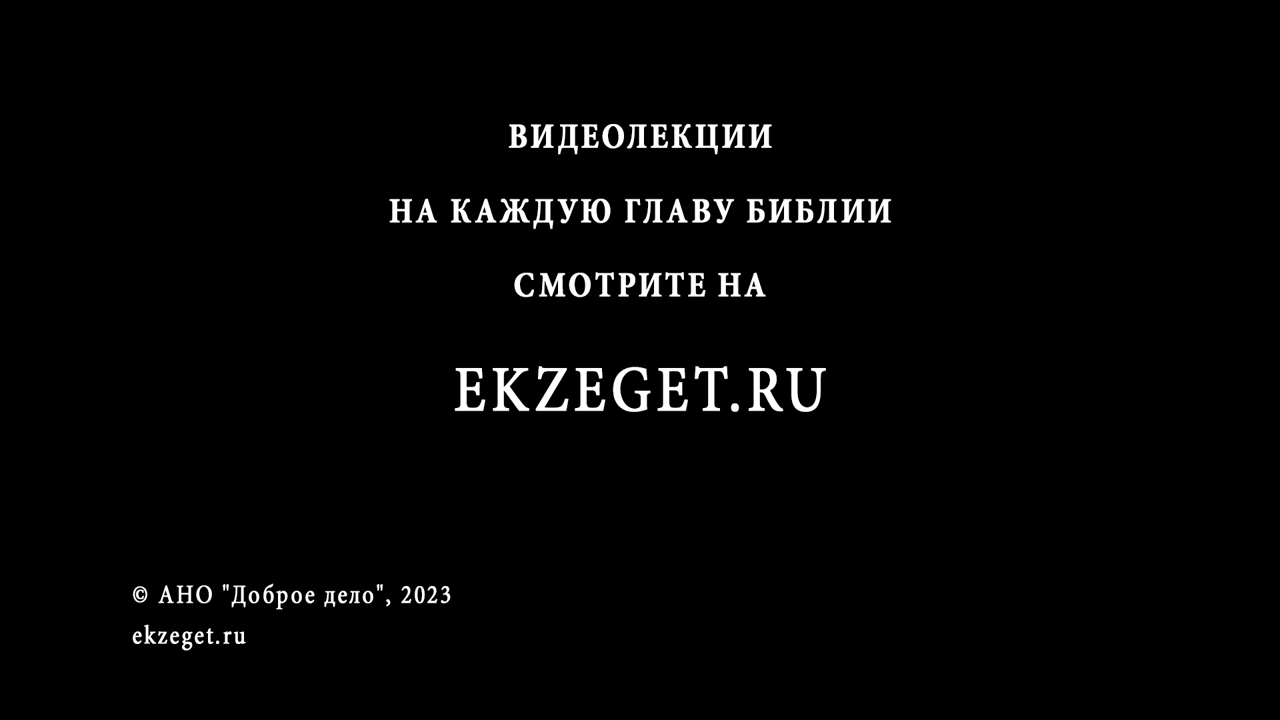 ВИДЕОЛЕКЦИИ
НА КАЖДУЮ ГЛАВУ БИБЛИИ
СМОТРИТЕ НА
EKZEGET.RU
© АНО "Доброе дело", 2023
ekzeget.ru